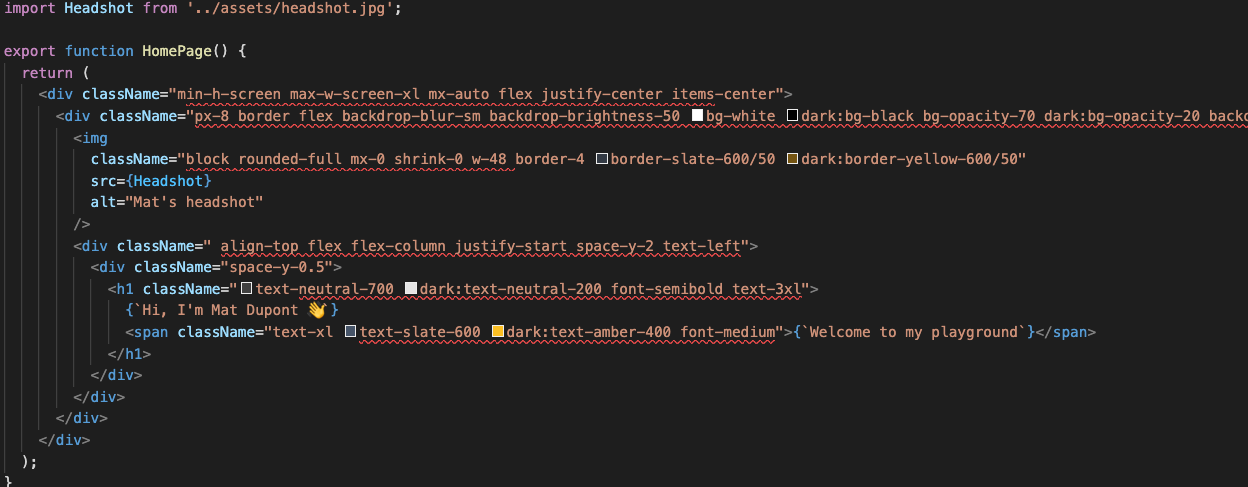 import Headshot from '../assets/headshot.jpg';
export function HomePage() {
return (
<div className="min-h-screen max-w-screen-xl mx-auto flex justify-center items-center">
<div className="px-8 border flex backdrop-blur-sm backdrop-brightness-50 bg-white dark:bg-black bg-opacity-70 dark:bg-opacity-20
<img
className="block rounded-full mx-0 shrink-0 w-48 border-4 border-slate-600/50 dark:border-yellow-600/50"
src={Headshot}
alt="Mat's headshot"
/>
<div className=" align-top flex flex-column justify-start space-y-2 text-left">
<div className="space-y-0.5">
<h1 className="text-neutral-700 dark:text-neutral-200 font-semibold text-3xl">
{`Hi, I'm Mat Dupont 👋`}
<span className="text-xl text-slate-600 dark:text-amber-400 font-medium">{`Welcome to my playground`}</span>
</h1>
</div>
</div>
</div>
</div>
);
}